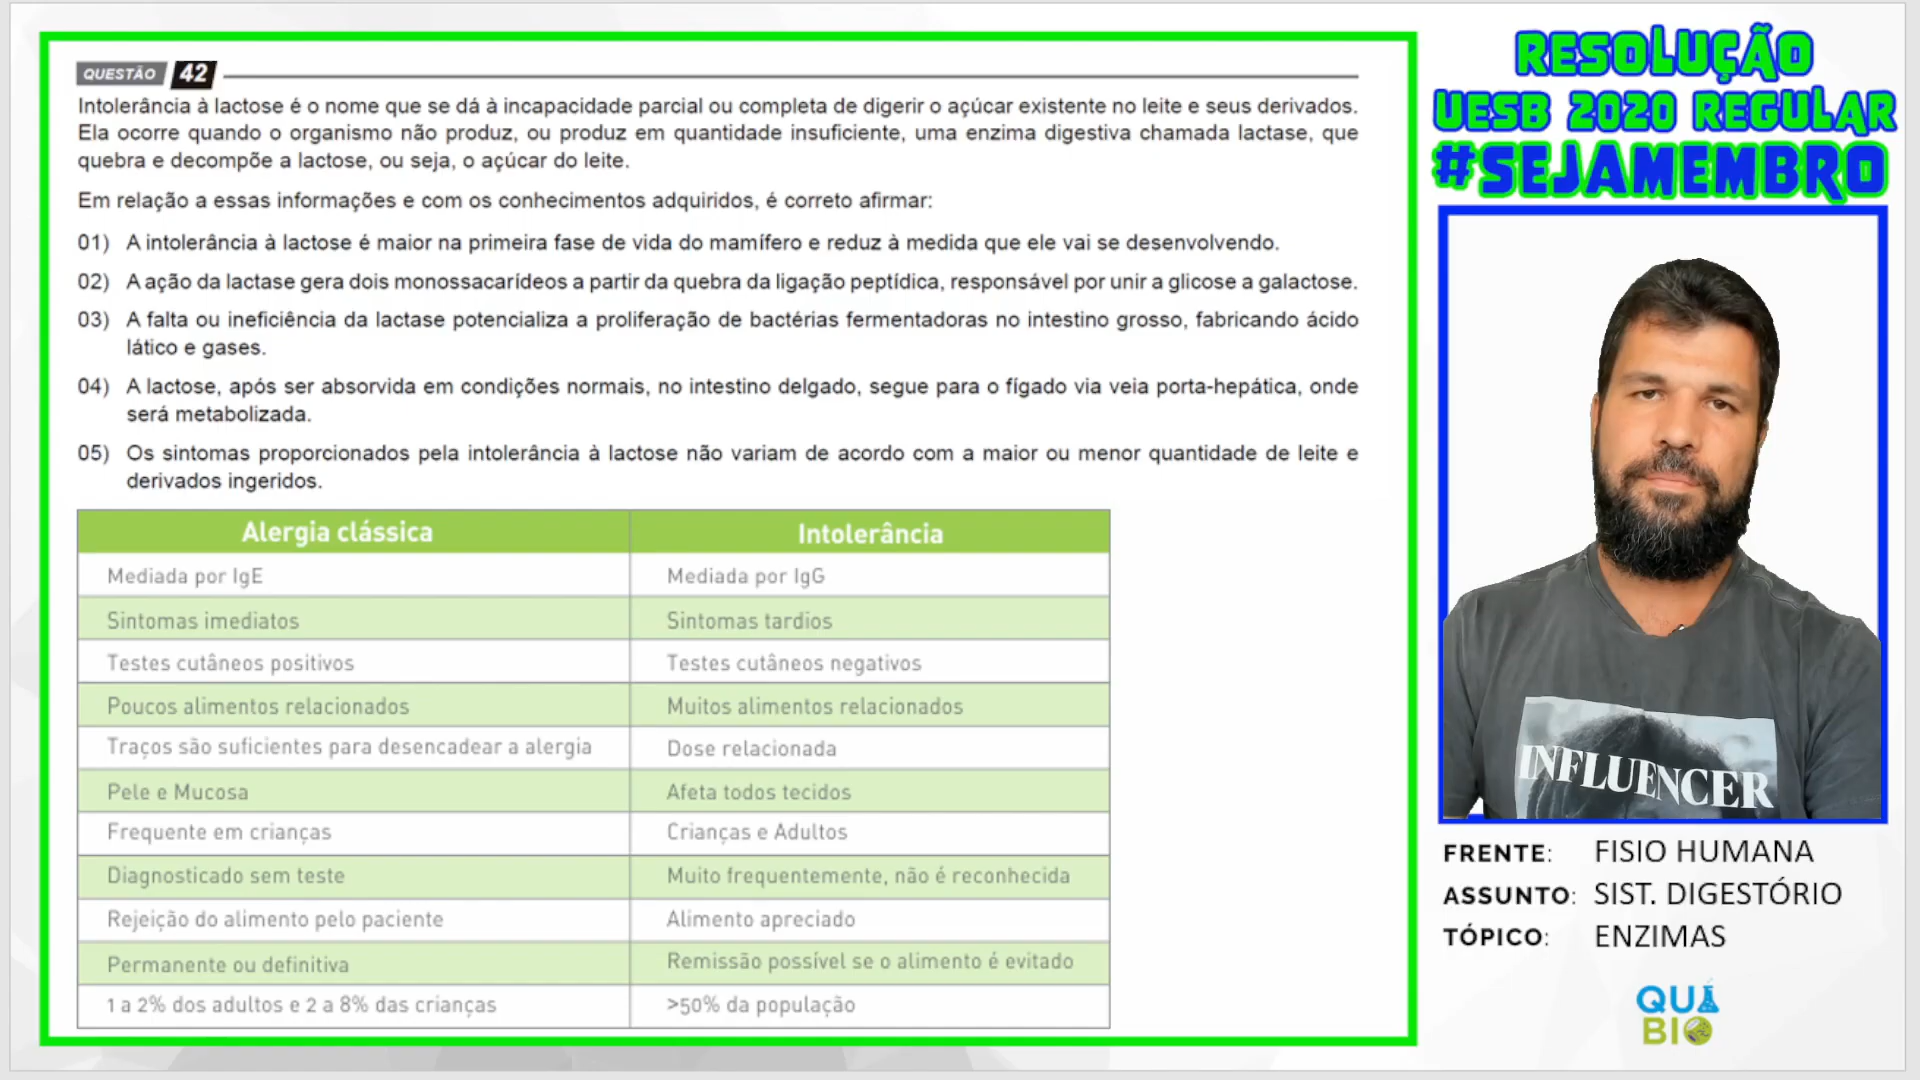 QUESTÃO 42
Intolerância à lactose é o nome que se dá à incapacidade parcial ou completa de digerir o açúcar existente no leite e seus derivados.
Ela ocorre quando o organismo não produz, ou produz em quantidade insuficiente, uma enzima digestiva chamada lactase, que
quebra e decompõe a lactose, ou seja, o açúcar do leite.
Em relação a essas informações e com os conhecimentos adquiridos, é correto afirmar:
01) A intolerância à lactose é maior na primeira fase de vida do mamífero e reduz à medida que ele vai se desenvolvendo.
02) A ação da lactase gera dois monossacarídeos a partir da quebra da ligação peptídica, responsável por unir a glicose a galactose.
03) A falta ou ineficiência da lactase potencializa a proliferação de bactérias fermentadoras no intestino grosso, fabricando ácido
lático e gases.
04) A lactose, após ser absorvida em condições normais, no intestino delgado, segue para o fígado via veia porta-hepática, onde
será metabolizada.
05) Os sintomas proporcionados pela intolerância à lactose não variam de acordo com a maior ou menor quantidade de leite e
derivados ingeridos.
Alergia clássica Intolerância
Mediada por IgE Mediada por IgG
Sintomas imediatos Sintomas tardios
Testes cutâneos positivos Testes cutâneos negativos
Poucos alimentos relacionados Muitos alimentos relacionados
Traços são suficientes para desencadear a alergia Dose relacionada
Pele e Mucosa Afeta todos tecidos
Frequente em crianças Crianças e Adultos
Diagnosticado sem teste Muito frequentemente, não é reconhecida
Rejeição do alimento pelo paciente Alimento apreciado
Permanente ou definitiva Remissão possível se o alimento é evitado
1 a 2% dos adultos e 2 a 8% das crianças >50% da população
RESOLUÇÃO
UESB 2020 REGULAR
#SEJAMEMBRO
INFLUENCER
FRENTE: FISIO HUMANA
ASSUNTO: SIST. DIGESTÓRIO
TÓPICO: ENZIMAS
QUI
BIO